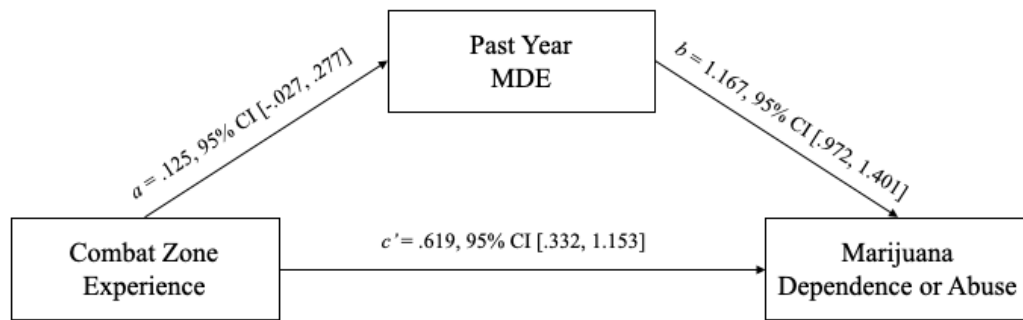 Past Year
MDE
a = .125, 95% CI [-.027, .277]
b = 1.167, 95% CI [.972, 1.401]
c’= .619, 95% CI [.332, 1.153]
Combat Zone
Experience
Marijuana
Dependence or Abuse